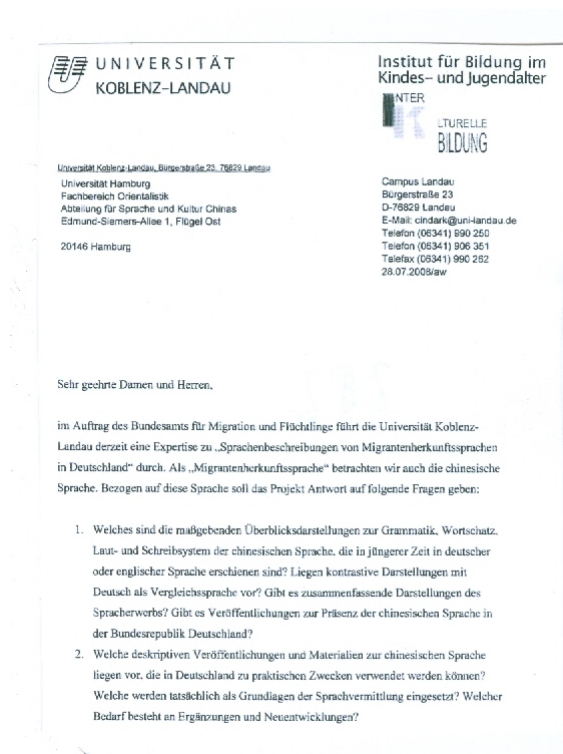 UNIVERSITÄT
KOBLENZ-LANDAU
Institut für Bildung im
Kindes- und Jugendalter
NTER
K
LTURELLE
BILDUNG
Universität Koblenz-Landau, Bürgerstraße 23, 76829 Landau
Universität Hamburg
Fachbereich Orientalistik
Abteilung für Sprache und Kultur Chinas
Edmund-Siemers-Allee 1, Flügel Ost
20146 Hamburg
Campus Landau
Bürgerstraße 23
D-76829 Landau
E-Mail: cindark@uni-landau.de
Telefon (06341) 990 250
Telefon (06341) 906 351
Telefax (06341) 990 262
28.07.2008/aw
Sehr geehrte Damen und Herren,
im Auftrag des Bundesamts für Migration und Flüchtlinge führt die Universität Koblenz-
Landau derzeit eine Expertise zu „Sprachenbeschreibungen von Migrantenherkunftssprachen
in Deutschland" durch. Als „Migrantenherkunftssprache" betrachten wir auch die chinesische
Sprache. Bezogen auf diese Sprache soll das Projekt Antwort auf folgende Fragen geben:
1. Welches sind die maßgebenden Überblicksdarstellungen zur Grammatik, Wortschatz,
Laut- und Schreibsystem der chinesischen Sprache, die in jüngerer Zeit in deutscher
oder englischer Sprache erschienen sind? Liegen kontrastive Darstellungen mit
Deutsch als Vergleichssprache vor? Gibt es zusammenfassende Darstellungen des
Spracherwerbs? Gibt es Veröffentlichungen zur Präsenz der chinesischen Sprache in
der Bundesrepublik Deutschland?
2. Welche deskriptiven Veröffentlichungen und Materialien zur chinesischen Sprache
liegen vor, die in Deutschland zu praktischen Zwecken verwendet werden können?
Welche werden tatsächlich als Grundlagen der Sprachvermittlung eingesetzt? Welcher
Bedarf besteht an Ergänzungen und Neuentwicklungen?